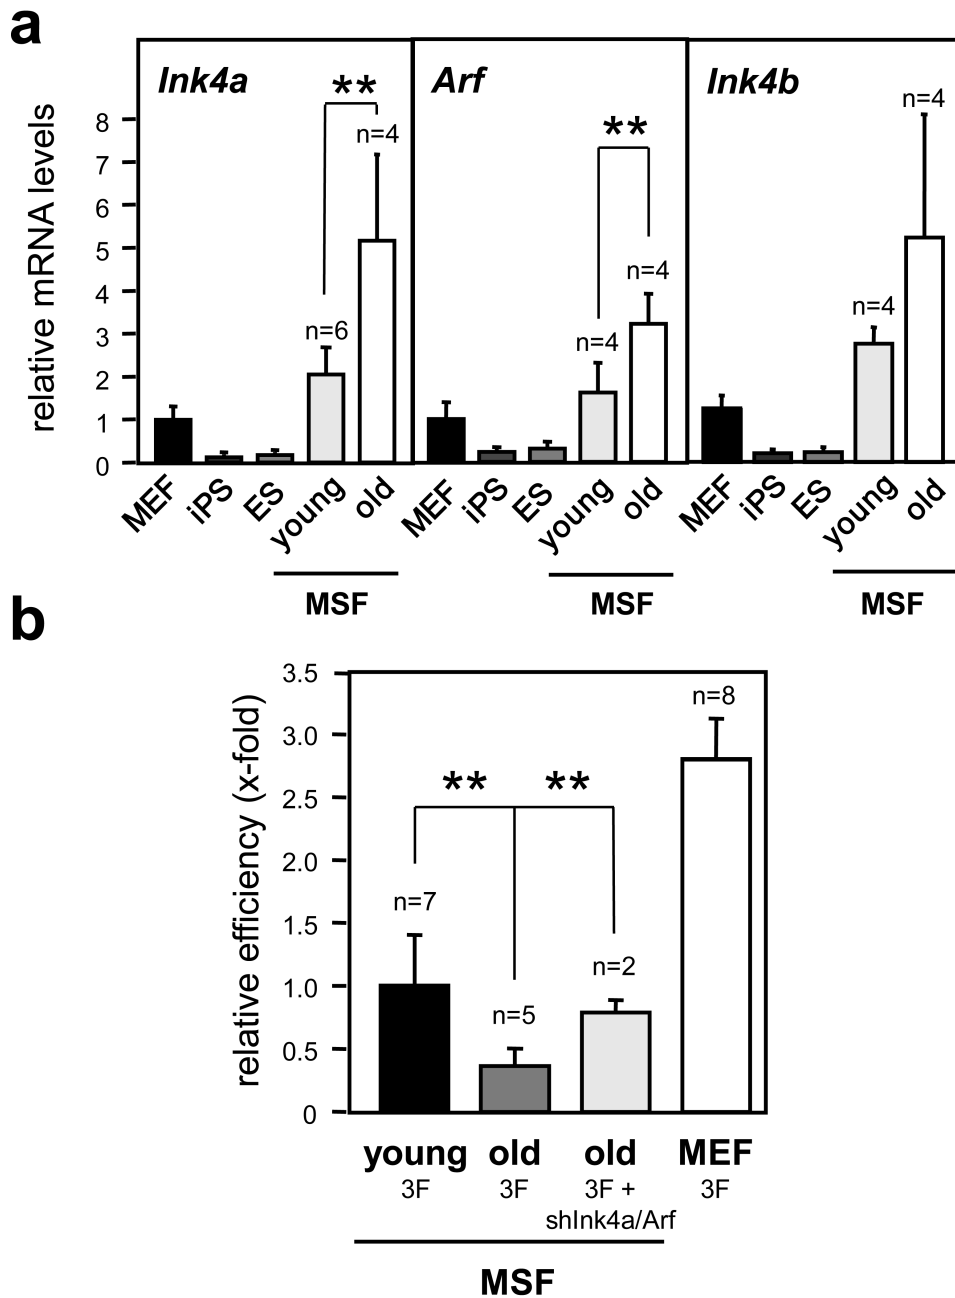 a
Ink4a
**
n=4
n=6
Arf
**
n=4
n=4
Ink4b
n=4
n=4
relative mRNA levels
8
7
6
5
4
3
2
1
0
MEF iPS ES young old MEF iPS ES young old MEF iPS ES young old
MSF MSF MSF
b
relative efficiency (x-fold)
3.5
3.0
2.5
2.0
1.5
1.0
0.5
0
n=8
** **
n=7
n=2
n=5
young old old MEF
3F 3F 3F + 3F
shInk4a/Arf
MSF